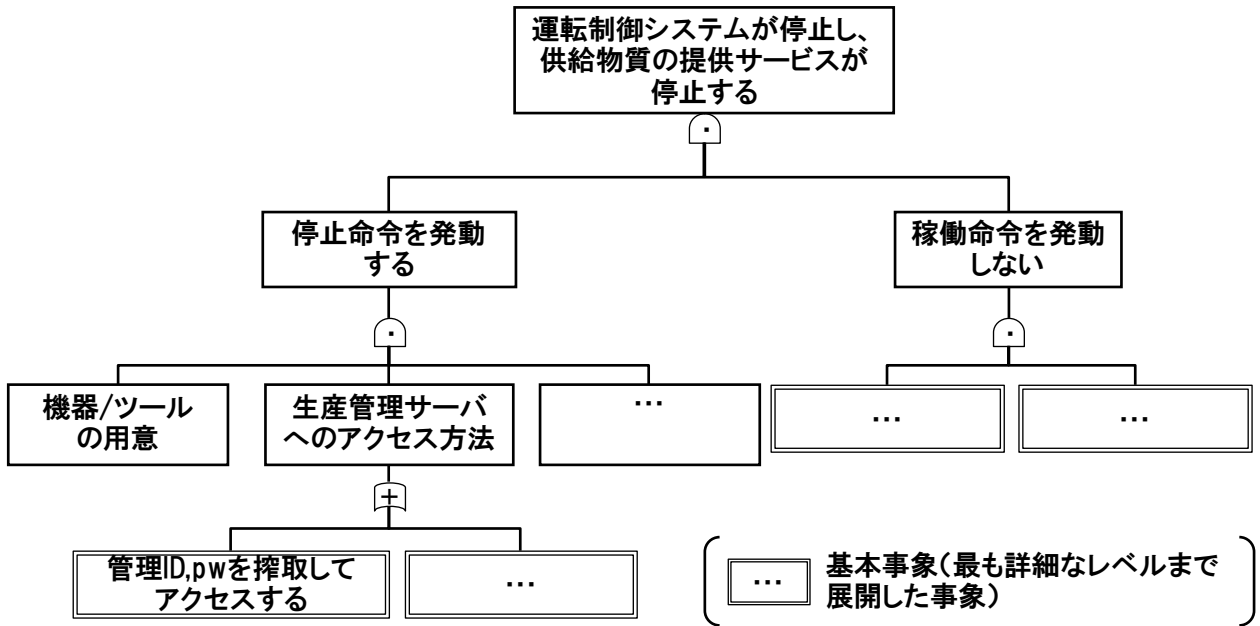 運転制御システムが停止し、
供給物質の提供サービスが
停止する
・
停止命令を発動
する
稼働命令を発動
しない
・
・
機器/ツール
の用意
生産管理サーバ
へのアクセス方法
…
…
…
+
管理ID,pwを搾取して
アクセスする
…
…
基本事象(最も詳細なレベルまで
展開した事象)